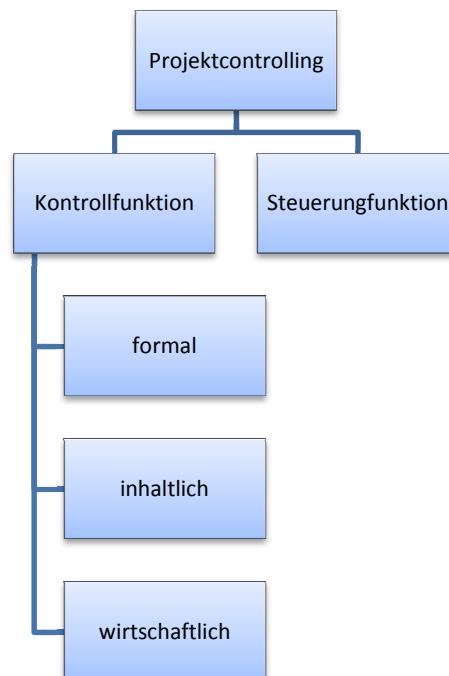 Projektcontrolling
Kontrollfunktion
Steuerungfunktion
formal
inhaltlich
wirtschaftlich